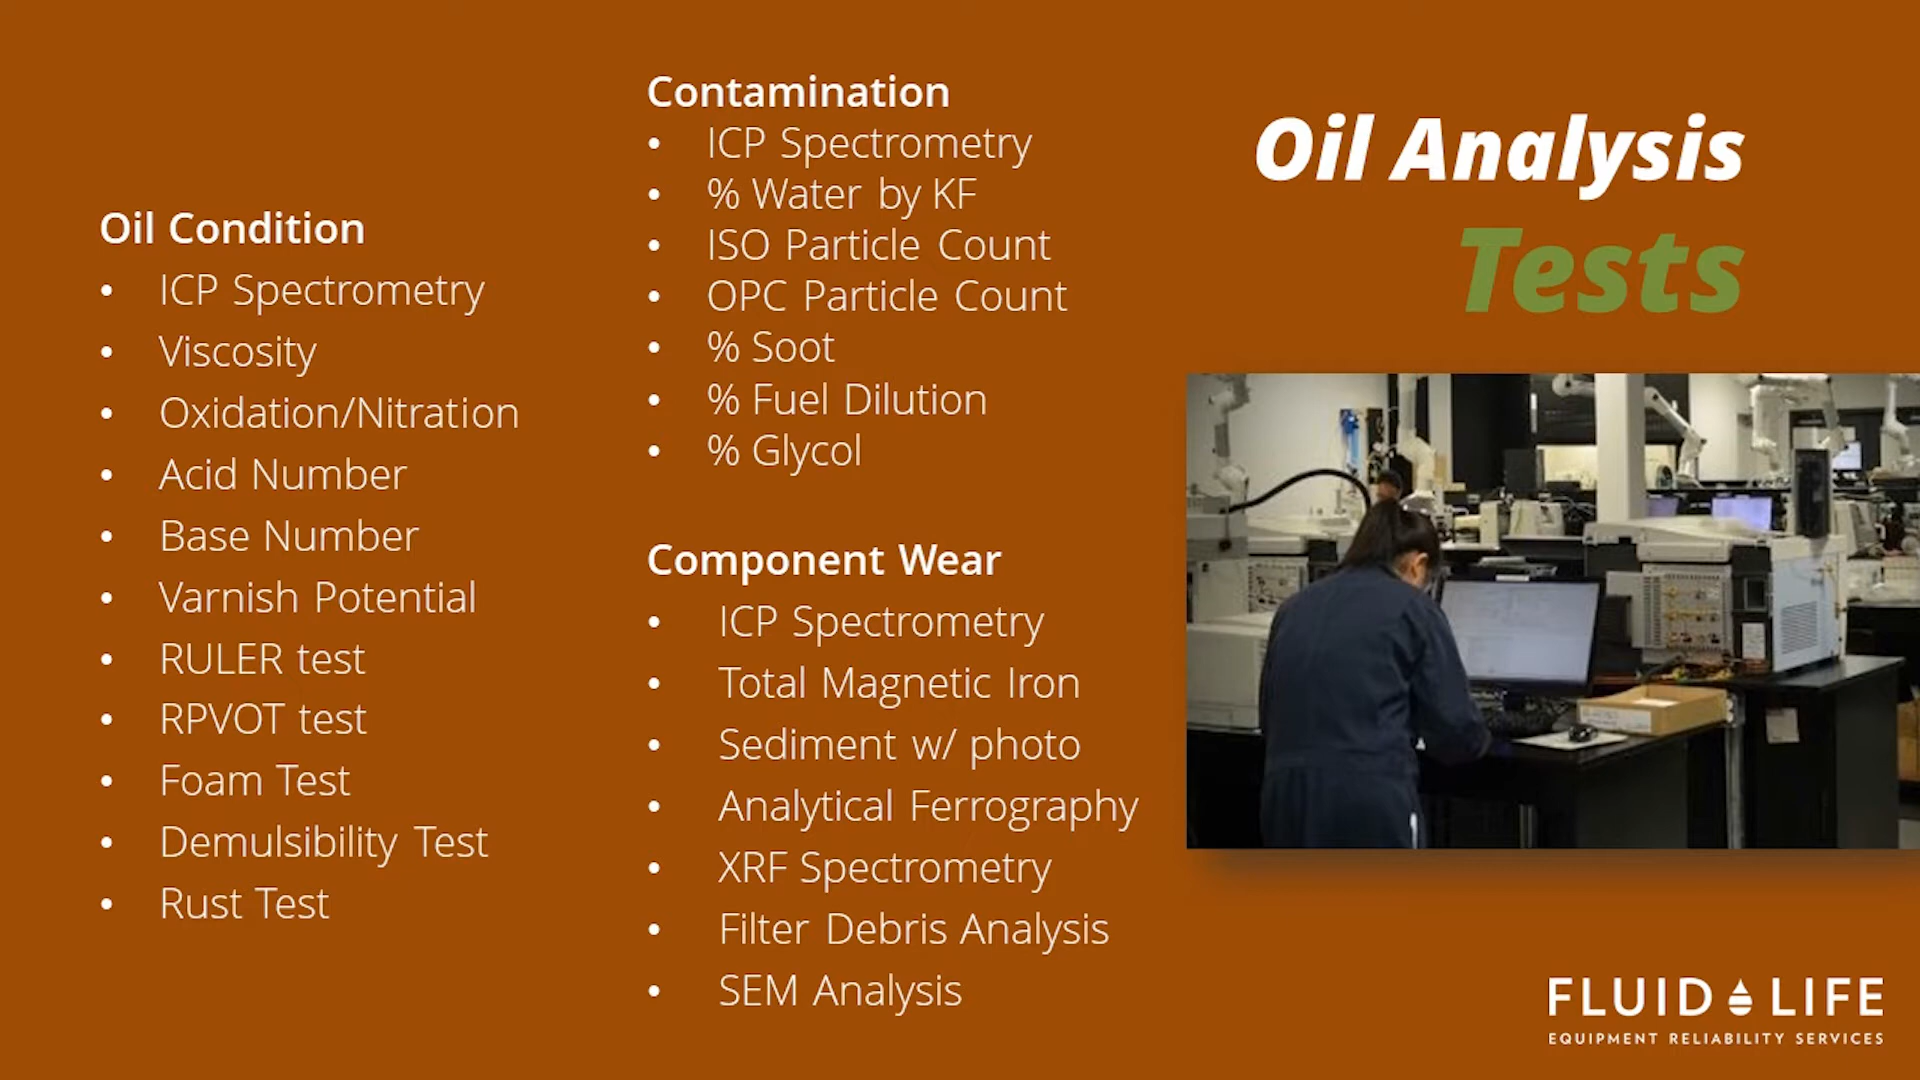 Oil Analysis
Tests
Oil Condition
• ICP Spectrometry
• Viscosity
• Oxidation/Nitration
• Acid Number
• Base Number
• Varnish Potential
• RULER test
• RPVOT test
• Foam Test
• Demulsibility Test
• Rust Test
Contamination
• ICP Spectrometry
• % Water by KF
• ISO Particle Count
• OPC Particle Count
• % Soot
• % Fuel Dilution
• % Glycol
Component Wear
• ICP Spectrometry
• Total Magnetic Iron
• Sediment w/ photo
• Analytical Ferrography
• XRF Spectrometry
• Filter Debris Analysis
• SEM Analysis
FLUID LIFE
EQUIPMENT RELIABILITY SERVICES